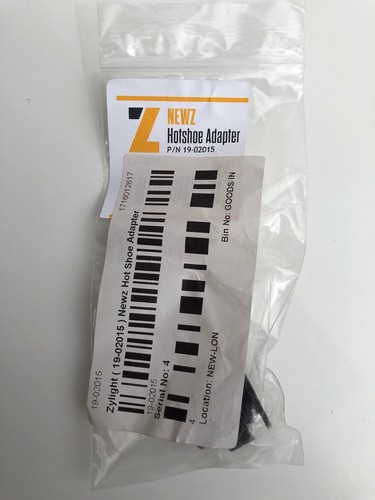 Z
NEWZ
Hotshoe Adapter
P/N 19-02015
19-02015
1716012617
Zylight ( 19-02015 ) Newz Hot Shoe Adapter
19-02015
Serial No: 4
4
Location: NEW-LON
Bin No: GOODS IN